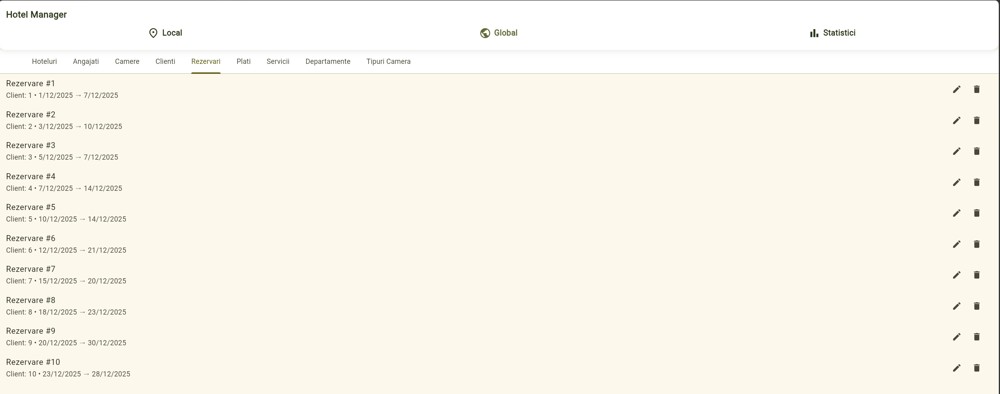 Hotel Manager
Local
Global
Statistici
Hoteluri Angajati Camere Clienti Rezervari Plati Servicii Departamente Tipuri Camera
Rezervare #1
Client: 1 • 1/12/2025 → 7/12/2025
Rezervare #2
Client: 2 • 3/12/2025 → 10/12/2025
Rezervare #3
Client: 3 • 5/12/2025 → 7/12/2025
Rezervare #4
Client: 4 • 7/12/2025 → 14/12/2025
Rezervare #5
Client: 5 • 10/12/2025 → 14/12/2025
Rezervare #6
Client: 6 • 12/12/2025 → 21/12/2025
Rezervare #7
Client: 7 • 15/12/2025 → 20/12/2025
Rezervare #8
Client: 8 • 18/12/2025 → 23/12/2025
Rezervare #9
Client: 9 • 20/12/2025 → 30/12/2025
Rezervare #10
Client: 10 • 23/12/2025 → 28/12/2025